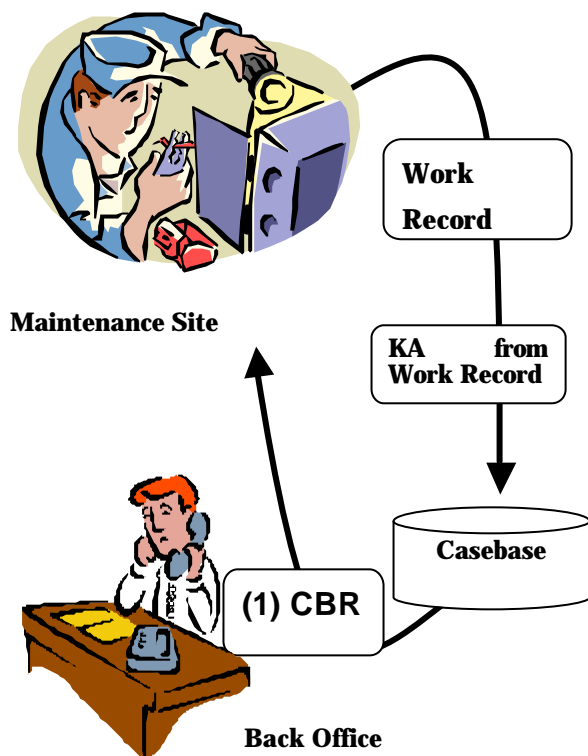 Work
Record
Maintenance Site
KA from
Work Record
Casebase
(1) CBR
Back Office